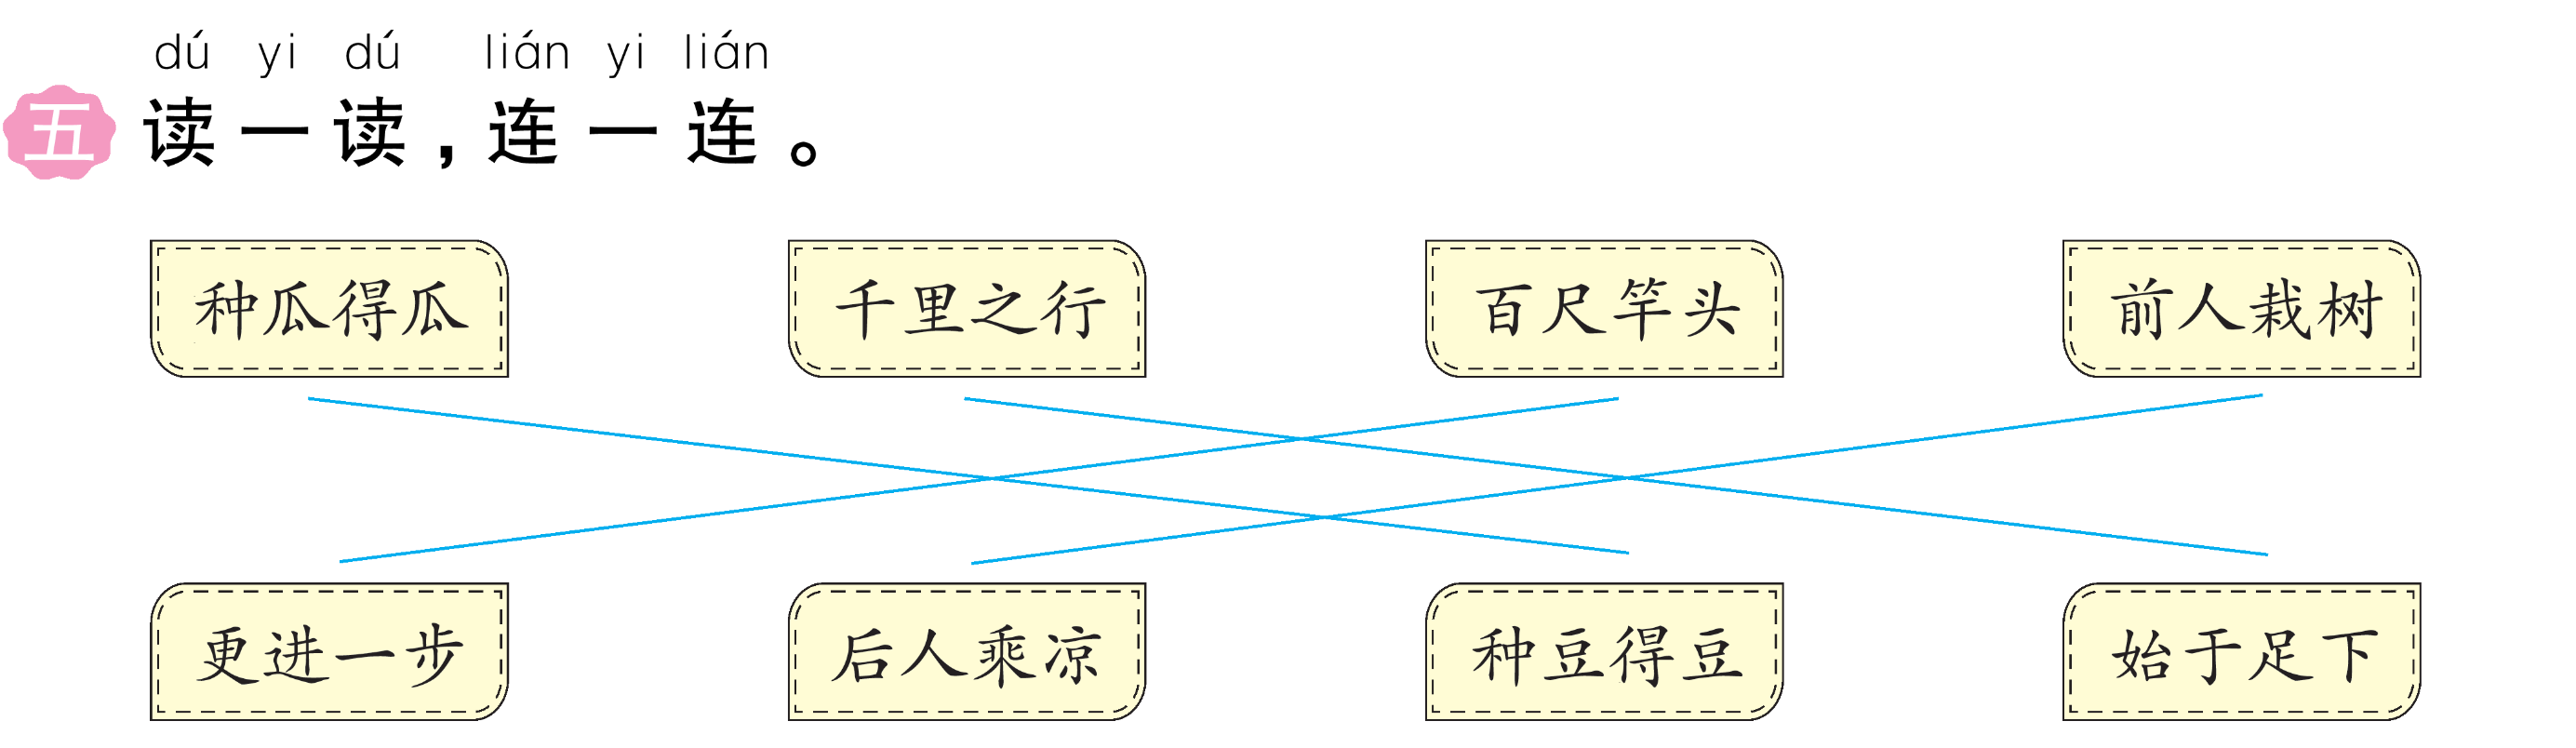 dú yi dú lián yi lián
五 读一读,连一连。
种瓜得瓜 千里之行 百尺竿头 前人栽树
更进一步 后人乘凉 种豆得豆 始于足下